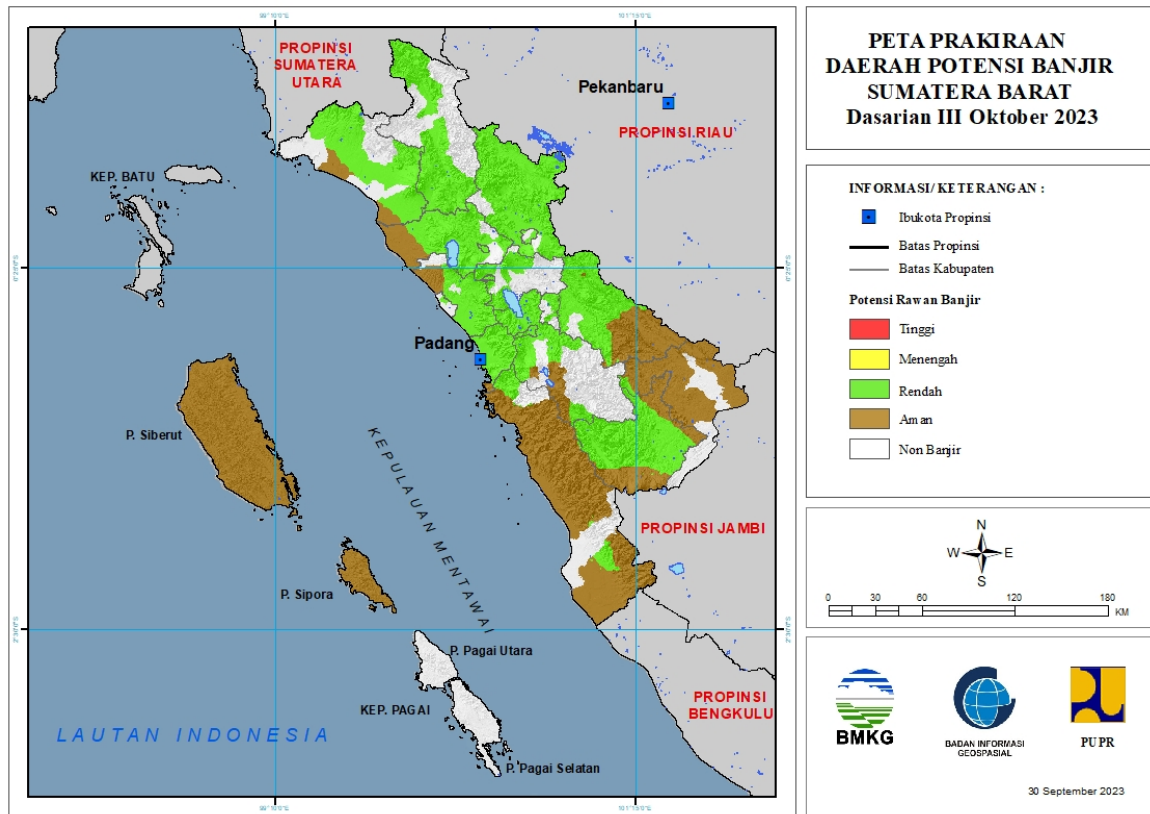 PETA PRAKIRAAN
DAERAH POTENSI BANJIR
SUMATERA BARAT
Dasarian III Oktober 2023
INFORMASI/ KETERANGAN :
Ibukota Propinsi
Batas Propinsi
Batas Kabupaten
Potensi Rawan Banjir
Tinggi
Menengah
Rendah
Aman
Non Banjir
N
W E
S
0 15 30 60 120 180
KM
BMKG
BADAN INFORMASI
GEOSPASIAL
PUPR
30 September 2023
PROPINSI
SUMATERA
UTARA
Pekanbaru
PROPINSI RIAU
KEP. BATU
Padang
P. Siberut
KEPULAUAN MENTAWAI
PROPINSI JAMBI
P. Sipora
P. Pagai Utara
KEP. PAGAI
P. Pagai Selatan
PROPINSI
BENGKULU
LAUTAN INDONESIA